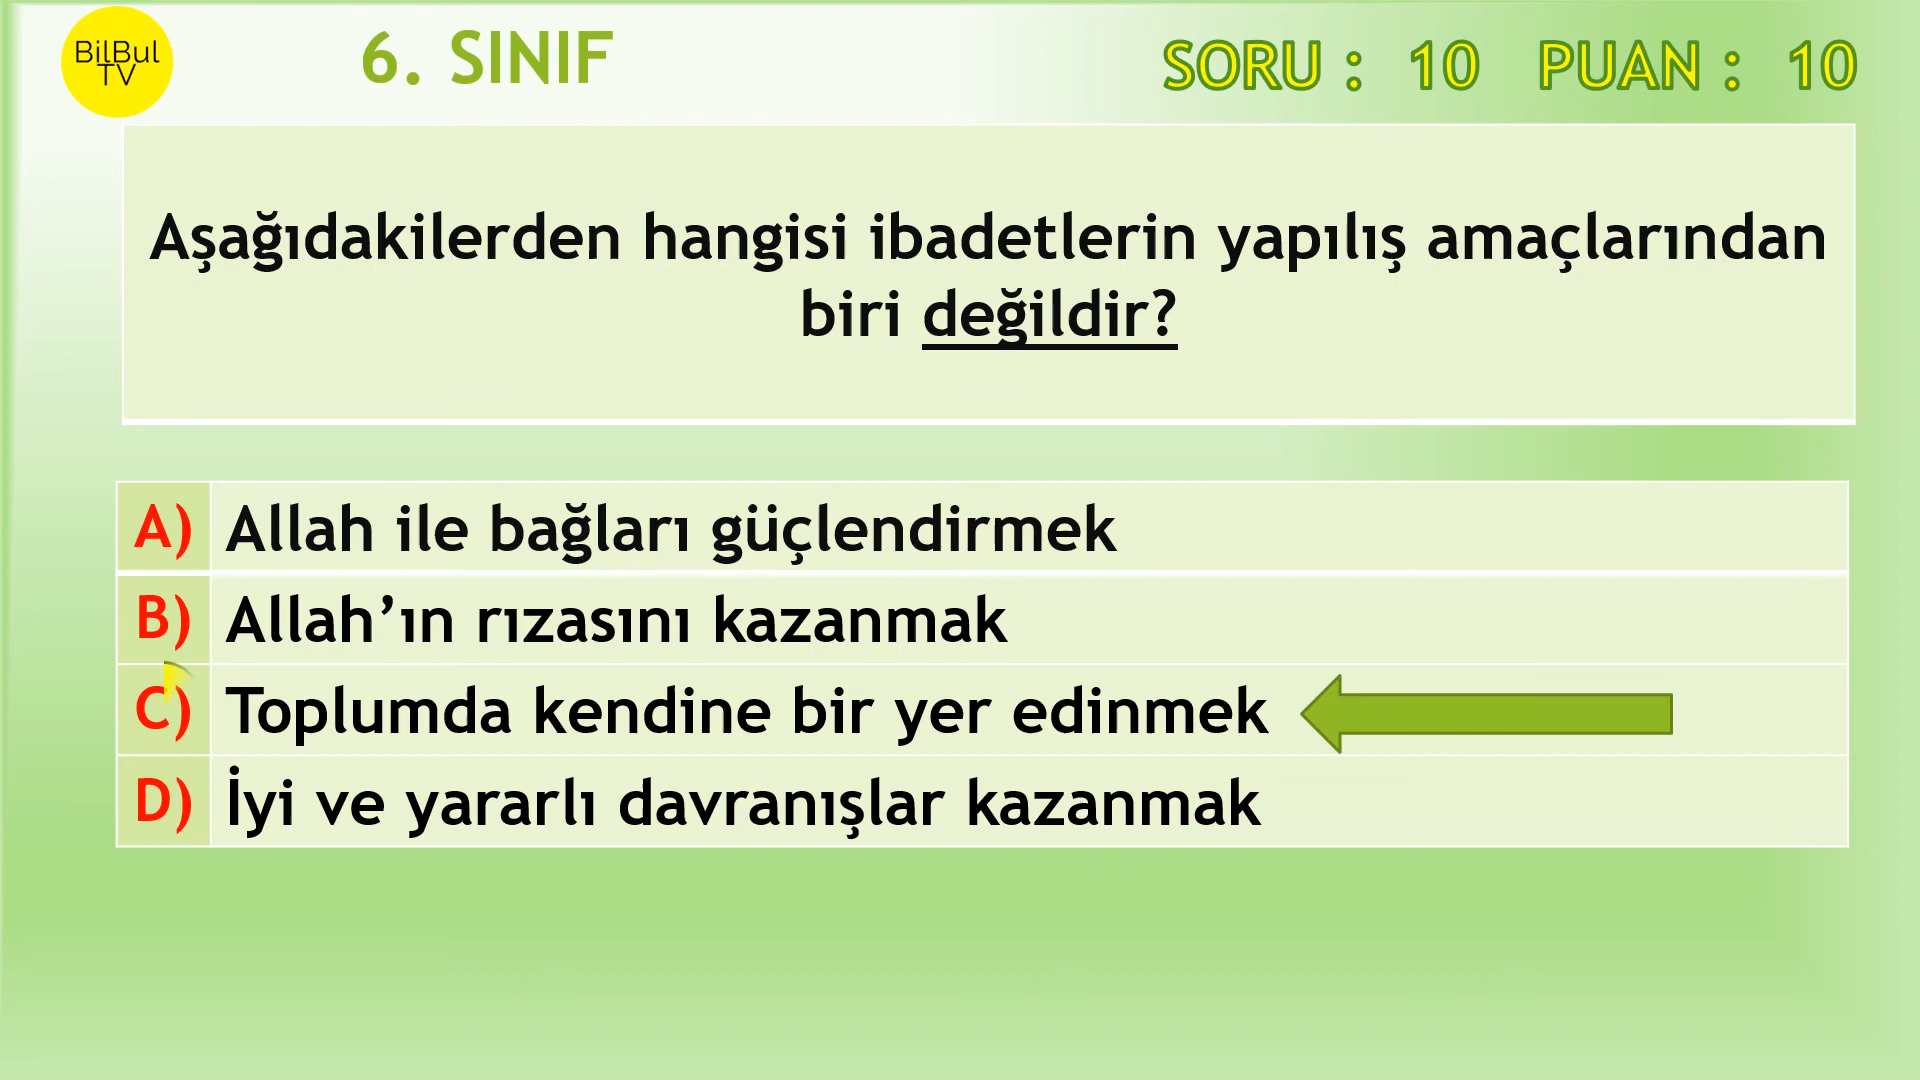 BilBul
TV
6. SINIF
SORU : 10 PUAN : 10
Aşağıdakilerden hangisi ibadetlerin yapılış amaçlarından
biri değildir?
A) Allah ile bağları güçlendirmek
B) Allah’ın rızasını kazanmak
C) Toplumda kendine bir yer edinmek
D) İyi ve yararlı davranışlar kazanmak